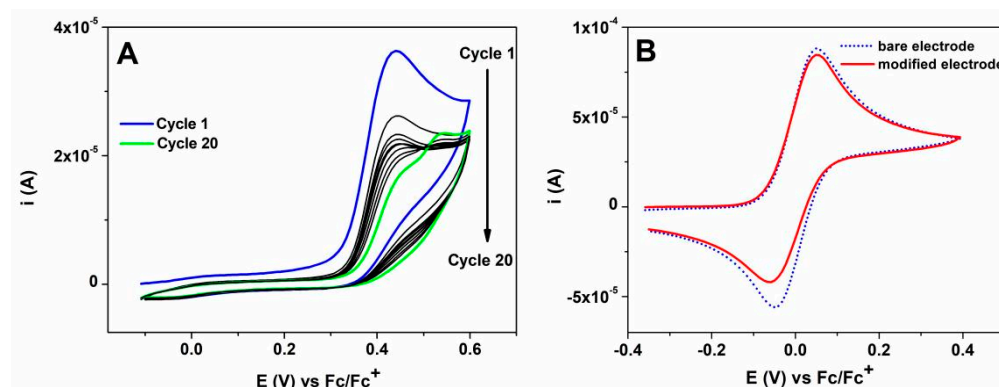 A
4x10⁻⁵
2x10⁻⁵
0
i (A)
Cycle 1
Cycle 20
Cycle 1
Cycle 20
0.0
0.2
0.4
0.6
E (V) vs Fc/Fc⁺
B
1x10⁻⁴
5x10⁻⁵
0
-5x10⁻⁵
i (A)
bare electrode
modified electrode
-0.4
-0.2
0.0
0.2
0.4
E (V) vs Fc/Fc⁺